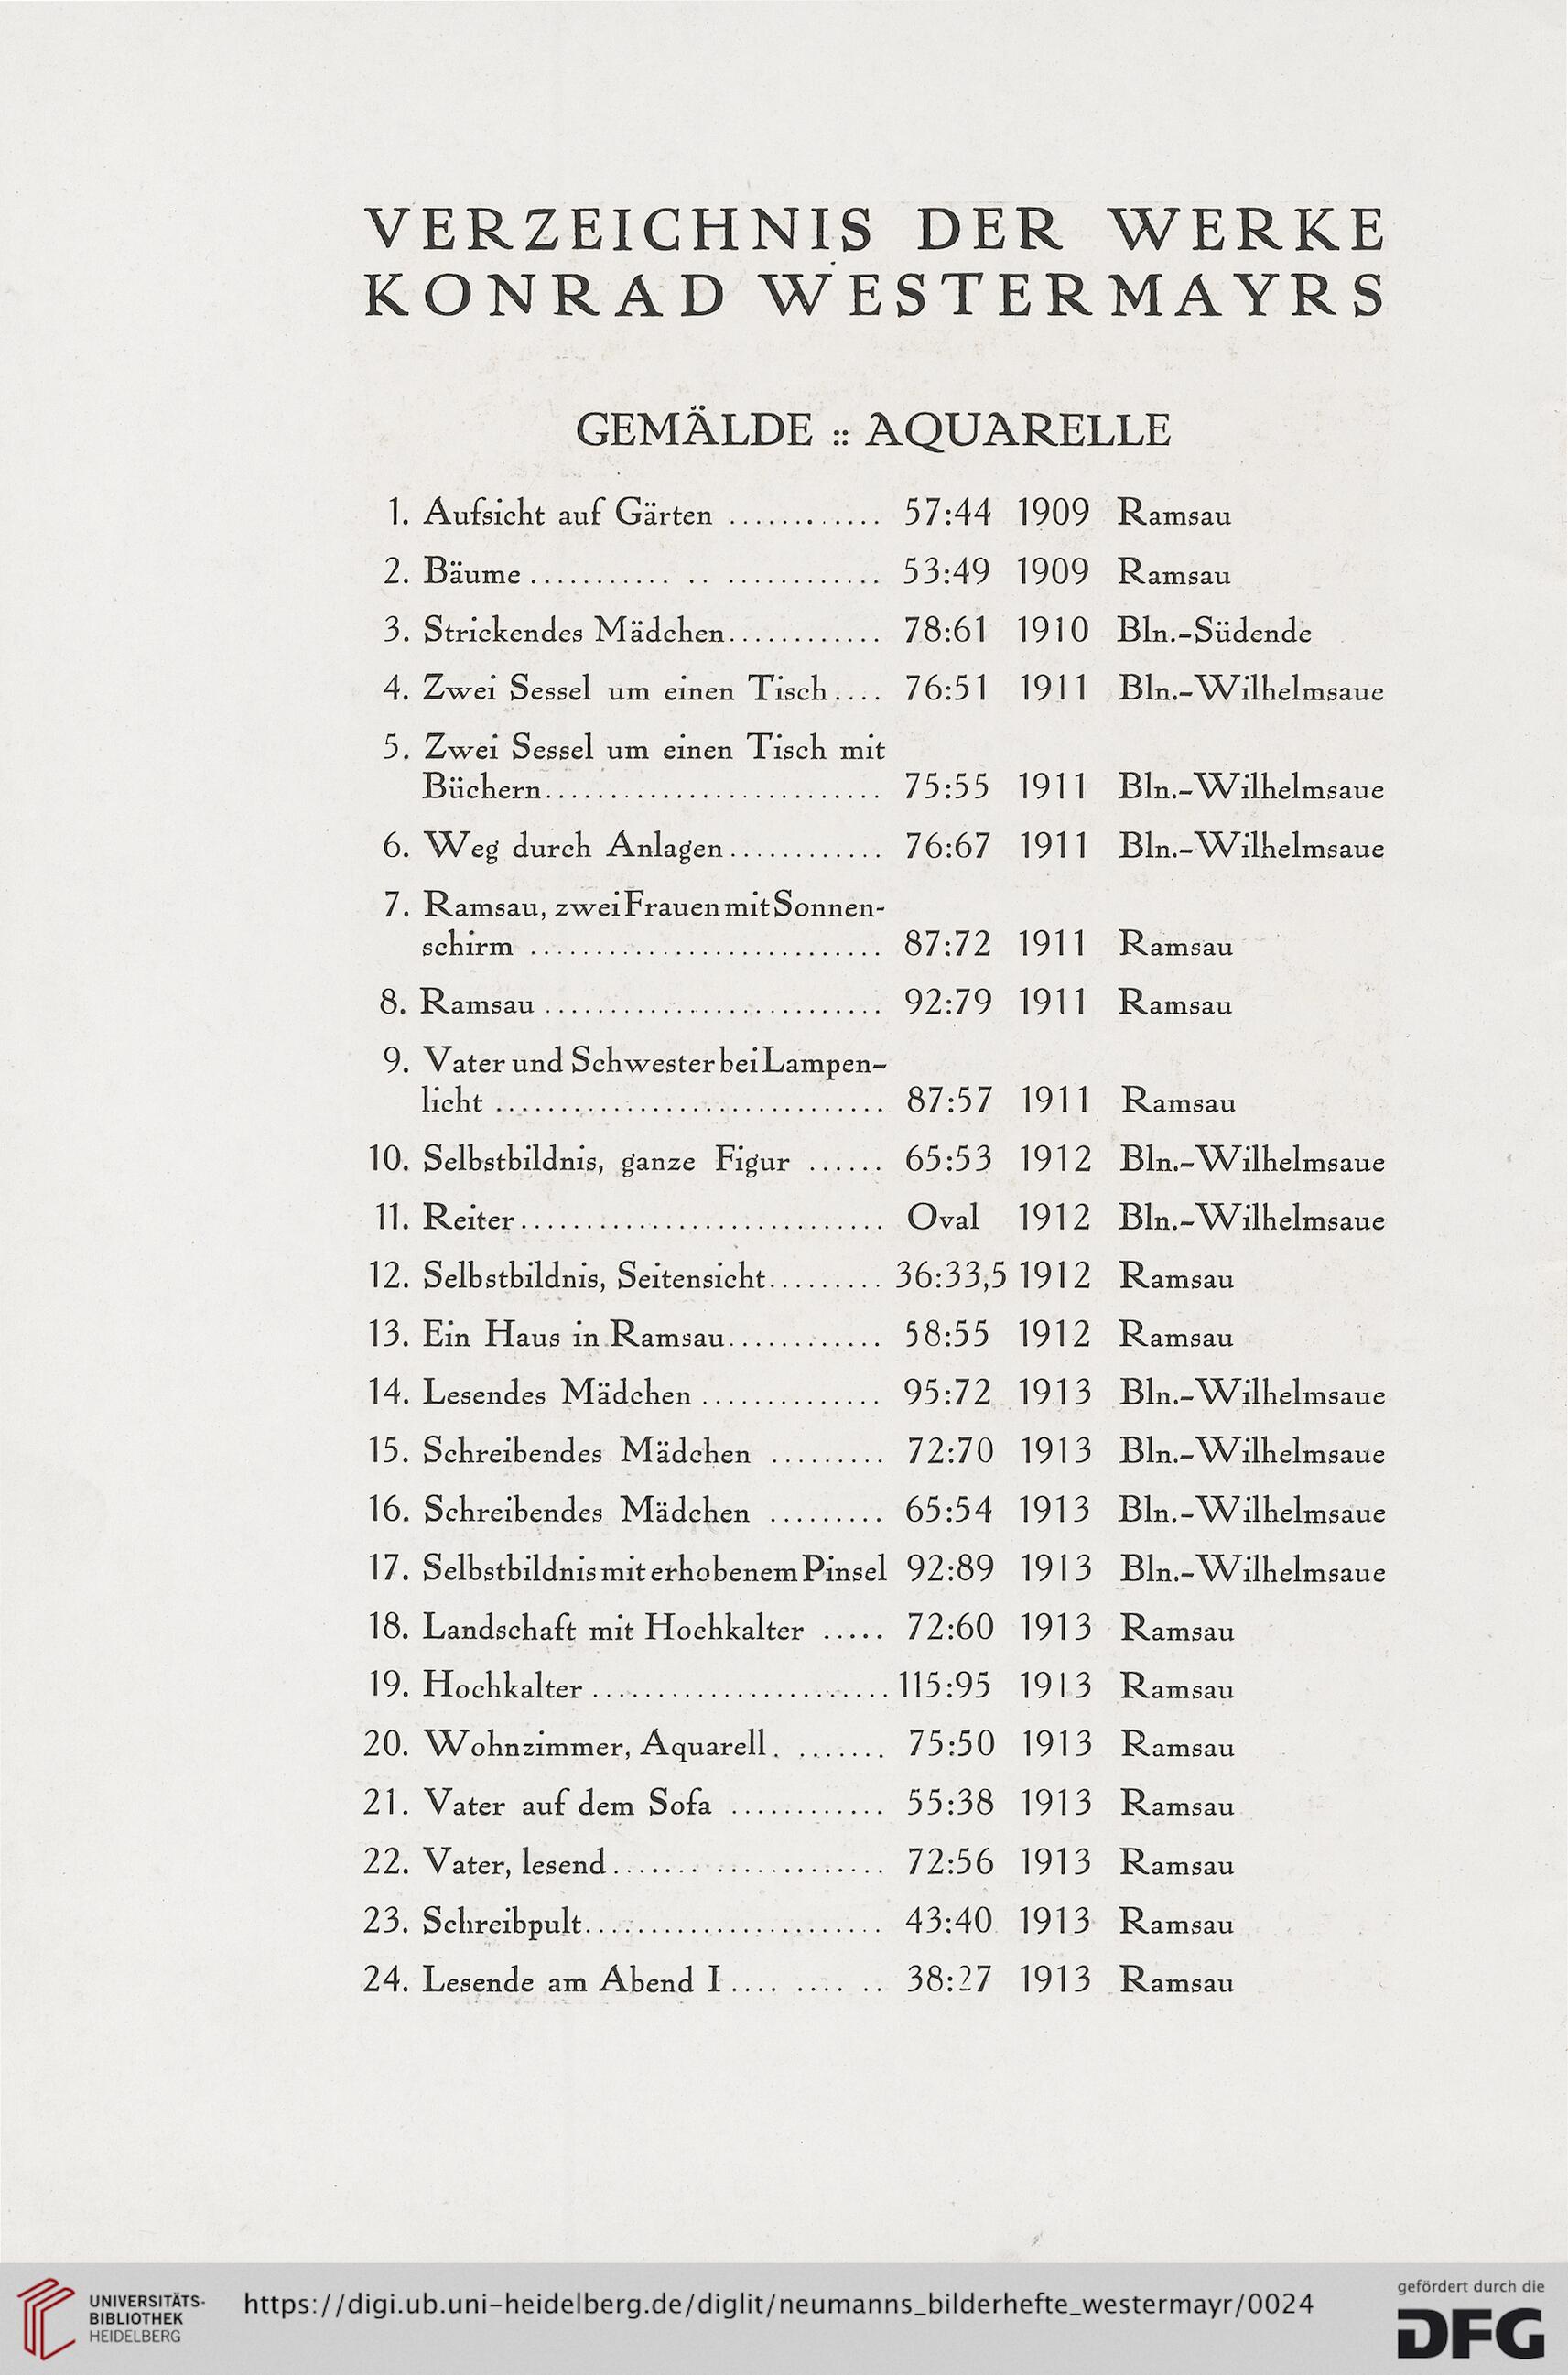 VERZEICHNIS DER WERKE
KONRAD WESTERMAYRS
GEMÄLDE :: AQUARELLE
1. Aufsicht auf Gärten ............ 57:44 1909 Ramsau
2. Bäume ........... .. ............ 53:49 1909 Ramsau
3. Strickendes Mädchen............ 78:61 1910 Bln.-Südende
4. Zwei Sessel um einen Tisch.... 76:51 1911 Bln.-Wilhelmsaue
5. Zwei Sessel um einen Tisch mit
Büchern.......................... 75:55 1911 Bln.-Wilhelmsaue
6. Weg durch Anlagen............ 76:67 1911 Bln.-Wilhelmsaue
7. Ramsau, zwei Frauen mit Sonnen-
schirm ........................... 87:72 1911 Ramsau
8. Ramsau .......................... 92:79 1911 Ramsau
9. Vater und Schwester bei Lampen-
licht .............................. 87:57 1911 Ramsau
10. Selbstbildnis, ganze Figur ...... 65:53 1912 Bln.-Wilhelmsaue
11. Reiter............................ Oval 1912 Bln.-Wilhelmsaue
12. Selbstbildnis, Seitensicht......... 36:33,5 1912 Ramsau
13. Ein Haus in Ramsau............ 58:55 1912 Ramsau
14. Lesendes Mädchen .............. 95:72 1913 Bln.-Wilhelmsaue
15. Schreibendes Mädchen ......... 72:70 1913 Bln.-Wilhelmsaue
16. Schreibendes Mädchen ......... 65:54 1913 Bln.-Wilhelmsaue
17. Selbstbildnis mit erhobenem Pinsel 92:89 1913 Bln.-Wilhelmsaue
18. Landschaft mit Hochkalter ..... 72:60 1913 Ramsau
19. Hochkalter ....................... 115:95 1913 Ramsau
20. Wohnzimmer, Aquarell. ....... 75:50 1913 Ramsau
21. Vater auf dem Sofa ............ 55:38 1913 Ramsau
22. Vater, lesend..................... 72:56 1913 Ramsau
23. Schreibpult....................... 43:40 1913 Ramsau
24. Lesende am Abend I.... .... .. 38:27 1913 Ramsau
UNIVERSITÄTS-
BIBLIOTHEK
HEIDELBERG
https://digi.ub.uni-heidelberg.de/diglit/neumanns_bilderhefte_westermayr/0024
gefördert durch die
DFG